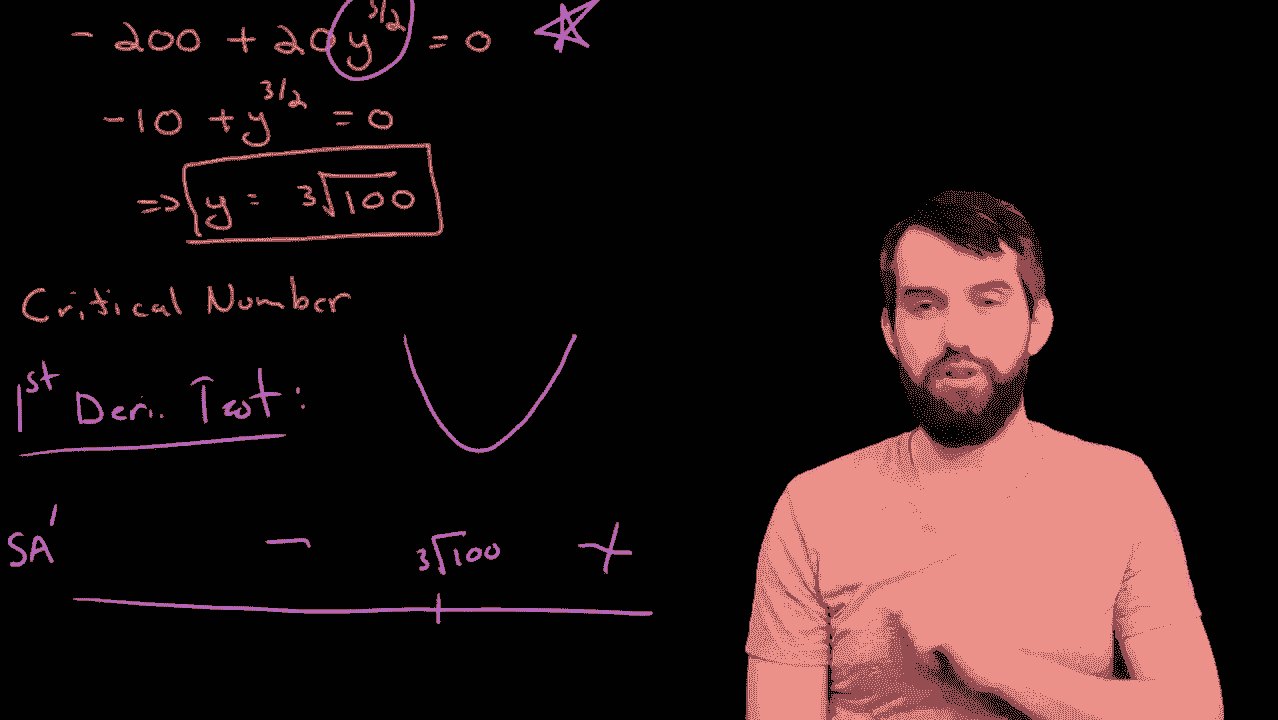 - 200 + 20y^{3/2} = 0
-10 + y^{3/2} = 0
=> y = ∛100
Critical Number
1st Deri. Test:
SA' - ∛100 +